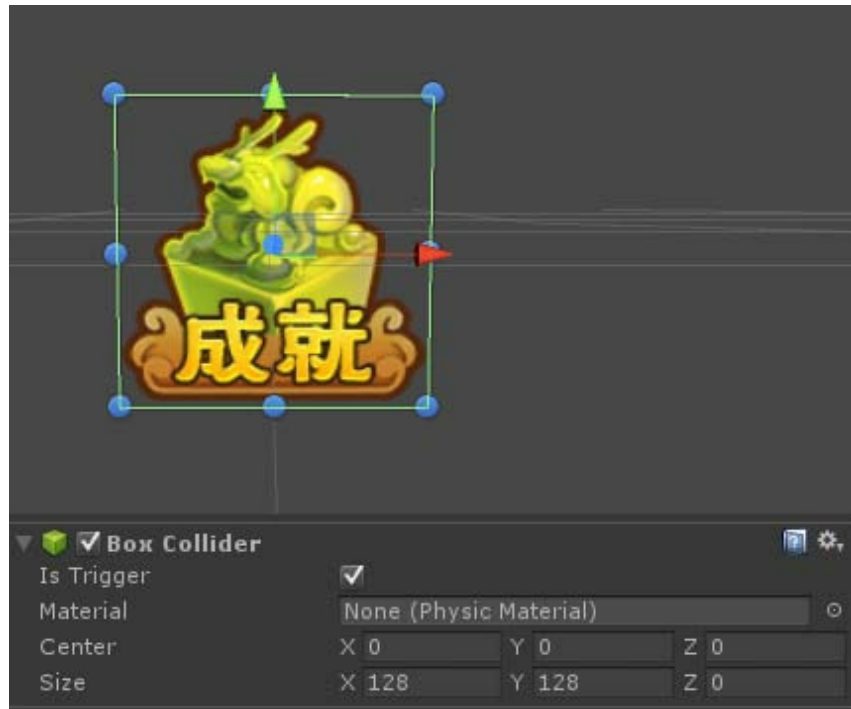 成就
Box Collider
Is Trigger
Material None (Physic Material)
Center X 0 Y 0 Z 0
Size X 128 Y 128 Z 0